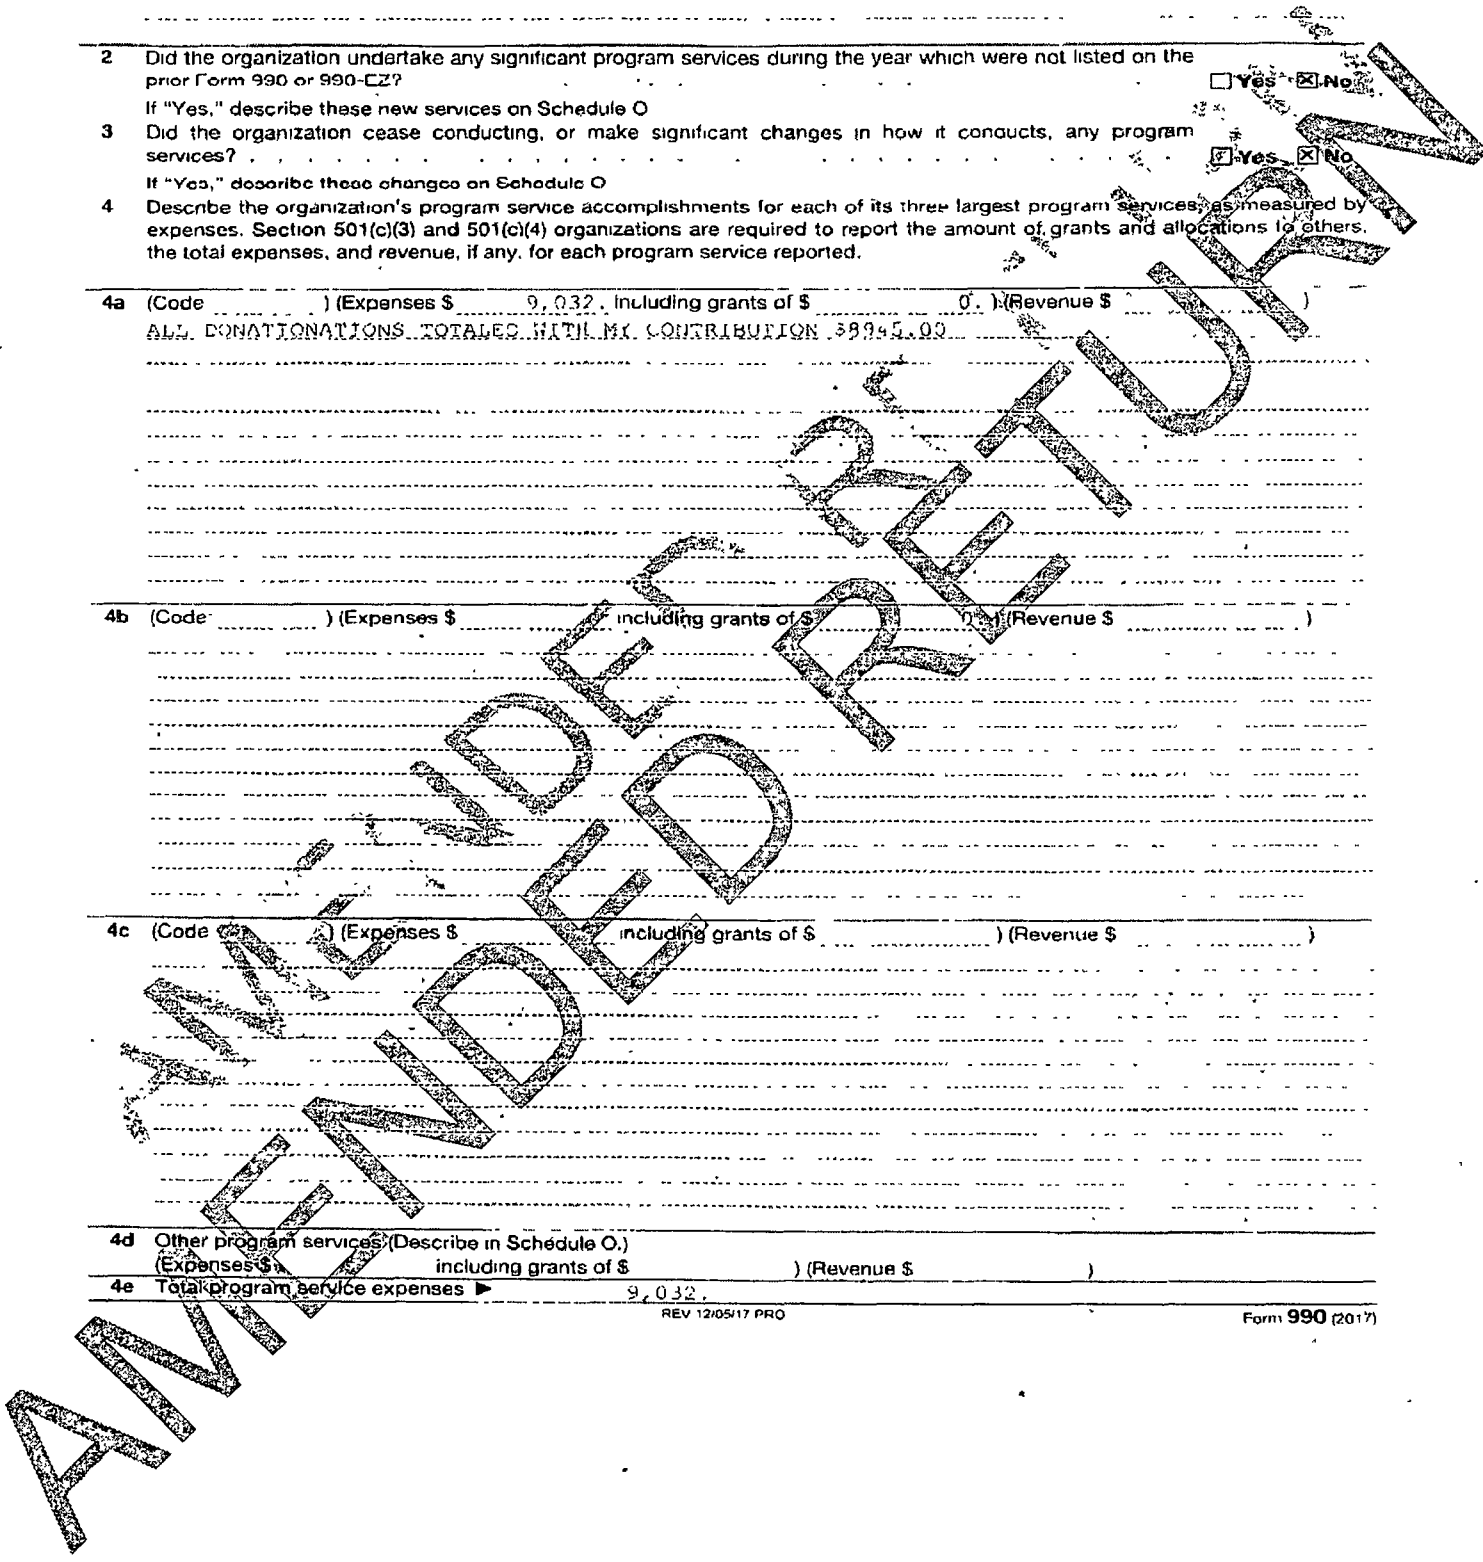 2 Did the organization undertake any significant program services during the year which were not listed on the
prior Form 990 or 990-EZ? ☐ Yes ☒ No
If "Yes," describe these new services on Schedule O
3 Did the organization cease conducting, or make significant changes in how it conducts, any program
services? Yes ☒ No
If "Yes," describe these changes on Schedule O
4 Describe the organization's program service accomplishments for each of its three largest program services, as measured by
expenses. Section 501(c)(3) and 501(c)(4) organizations are required to report the amount of grants and allocations to others,
the total expenses, and revenue, if any, for each program service reported.
4a (Code ) (Expenses $ 9,032. including grants of $ 0. ) (Revenue $ )
ALL DONATIONATIONS TOTALED WITH MY CONTRIBUTION
4b (Code ) (Expenses $ including grants of $ 0. ) (Revenue $ )
4c (Code ) (Expenses $ including grants of $ ) (Revenue $ )
4d Other program services (Describe in Schedule O.)
(Expenses $ including grants of $ ) (Revenue $ )
4e Total program service expenses ► 9,032.
REV 12/05/17 PRO Form 990 (2017)
AMENDED RETURN